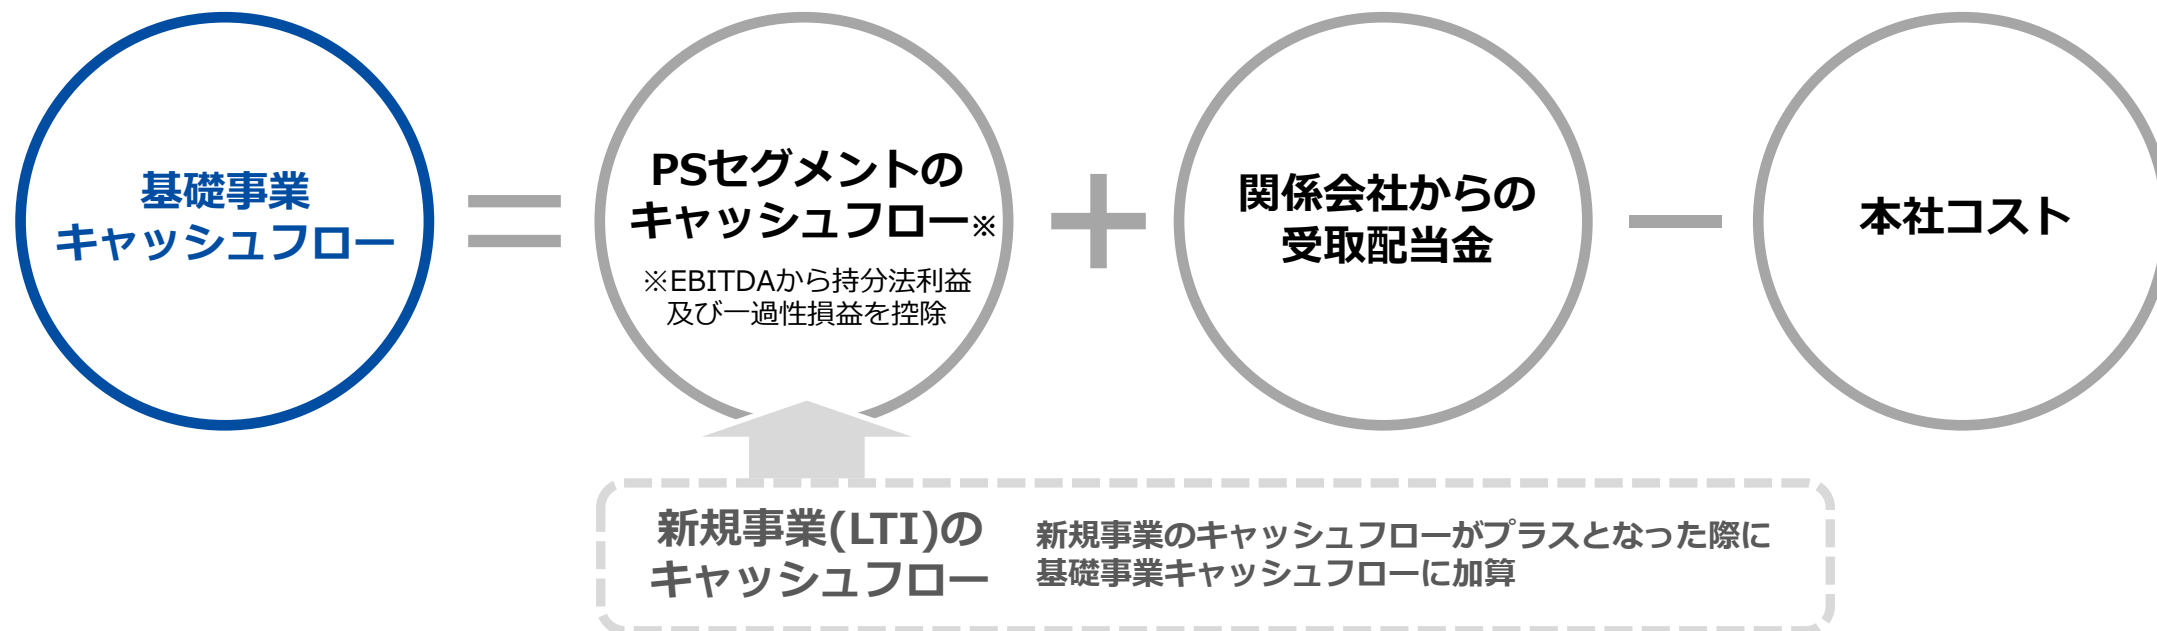 基礎事業
キャッシュフロー
＝
PSセグメントの
キャッシュフロー※
※EBITDAから持分法利益
及び一過性損益を控除
＋
関係会社からの
受取配当金
－
本社コスト
新規事業(LTI)の
キャッシュフロー
新規事業のキャッシュフローがプラスとなった際に
基礎事業キャッシュフローに加算